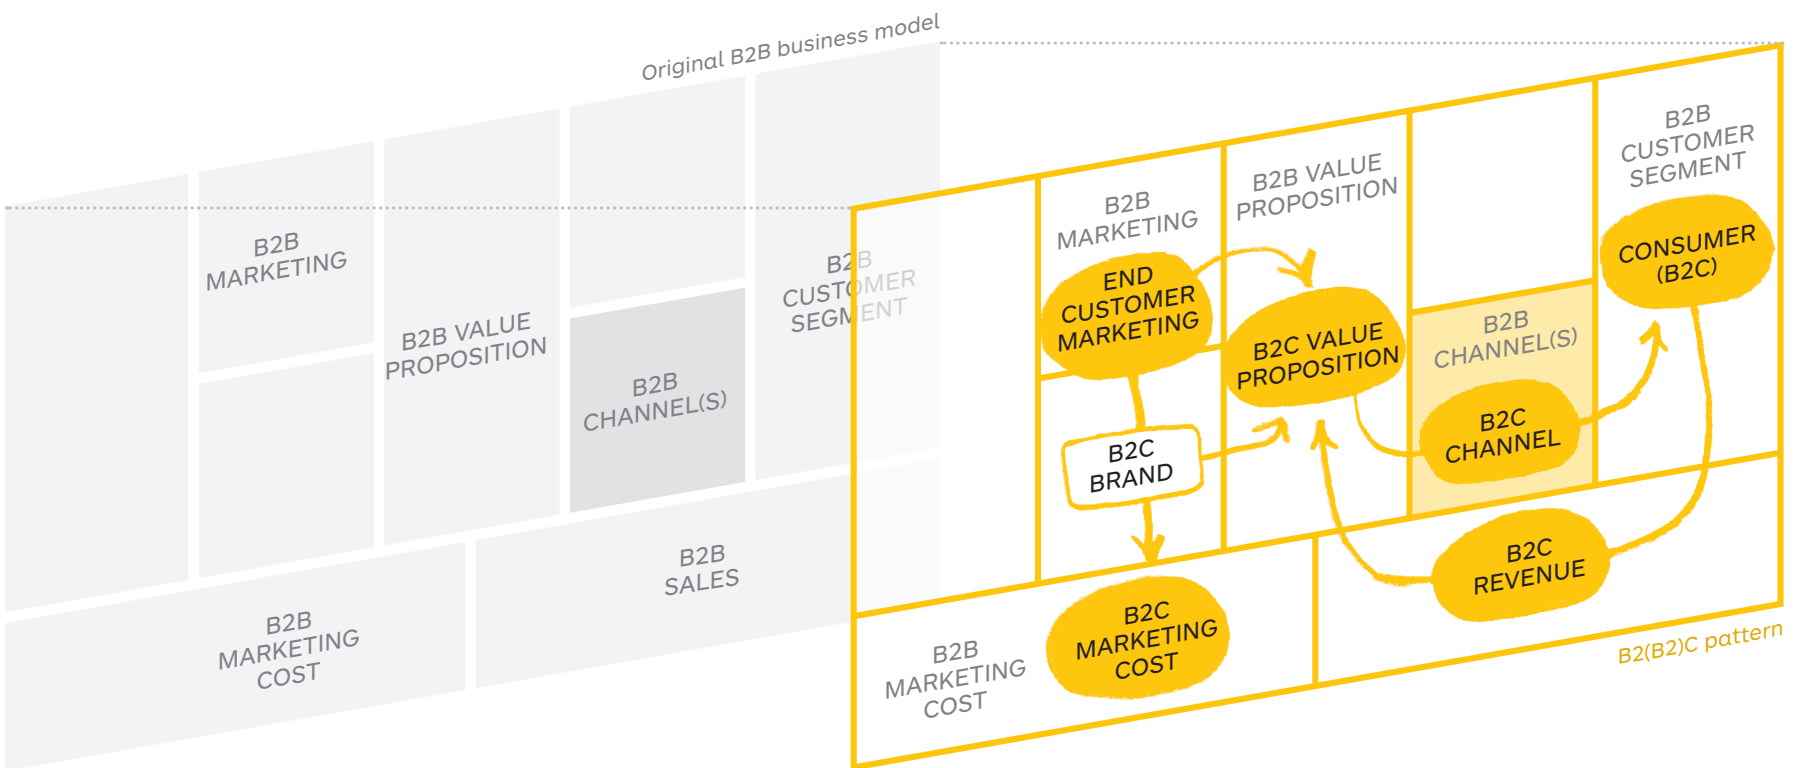 Original B2B business model
B2B
MARKETING
B2B VALUE
PROPOSITION
B2B
CHANNEL(S)
B2B
CUSTOMER
SEGMENT
B2B
MARKETING
COST
B2B
SALES
B2B
MARKETING
END
CUSTOMER
MARKETING
B2C
BRAND
B2B VALUE
PROPOSITION
B2C VALUE
PROPOSITION
B2B
CHANNEL(S)
B2C
CHANNEL
B2B
CUSTOMER
SEGMENT
CONSUMER
(B2C)
B2B
MARKETING
COST
B2C
MARKETING
COST
B2C
REVENUE
B2(B2)C pattern